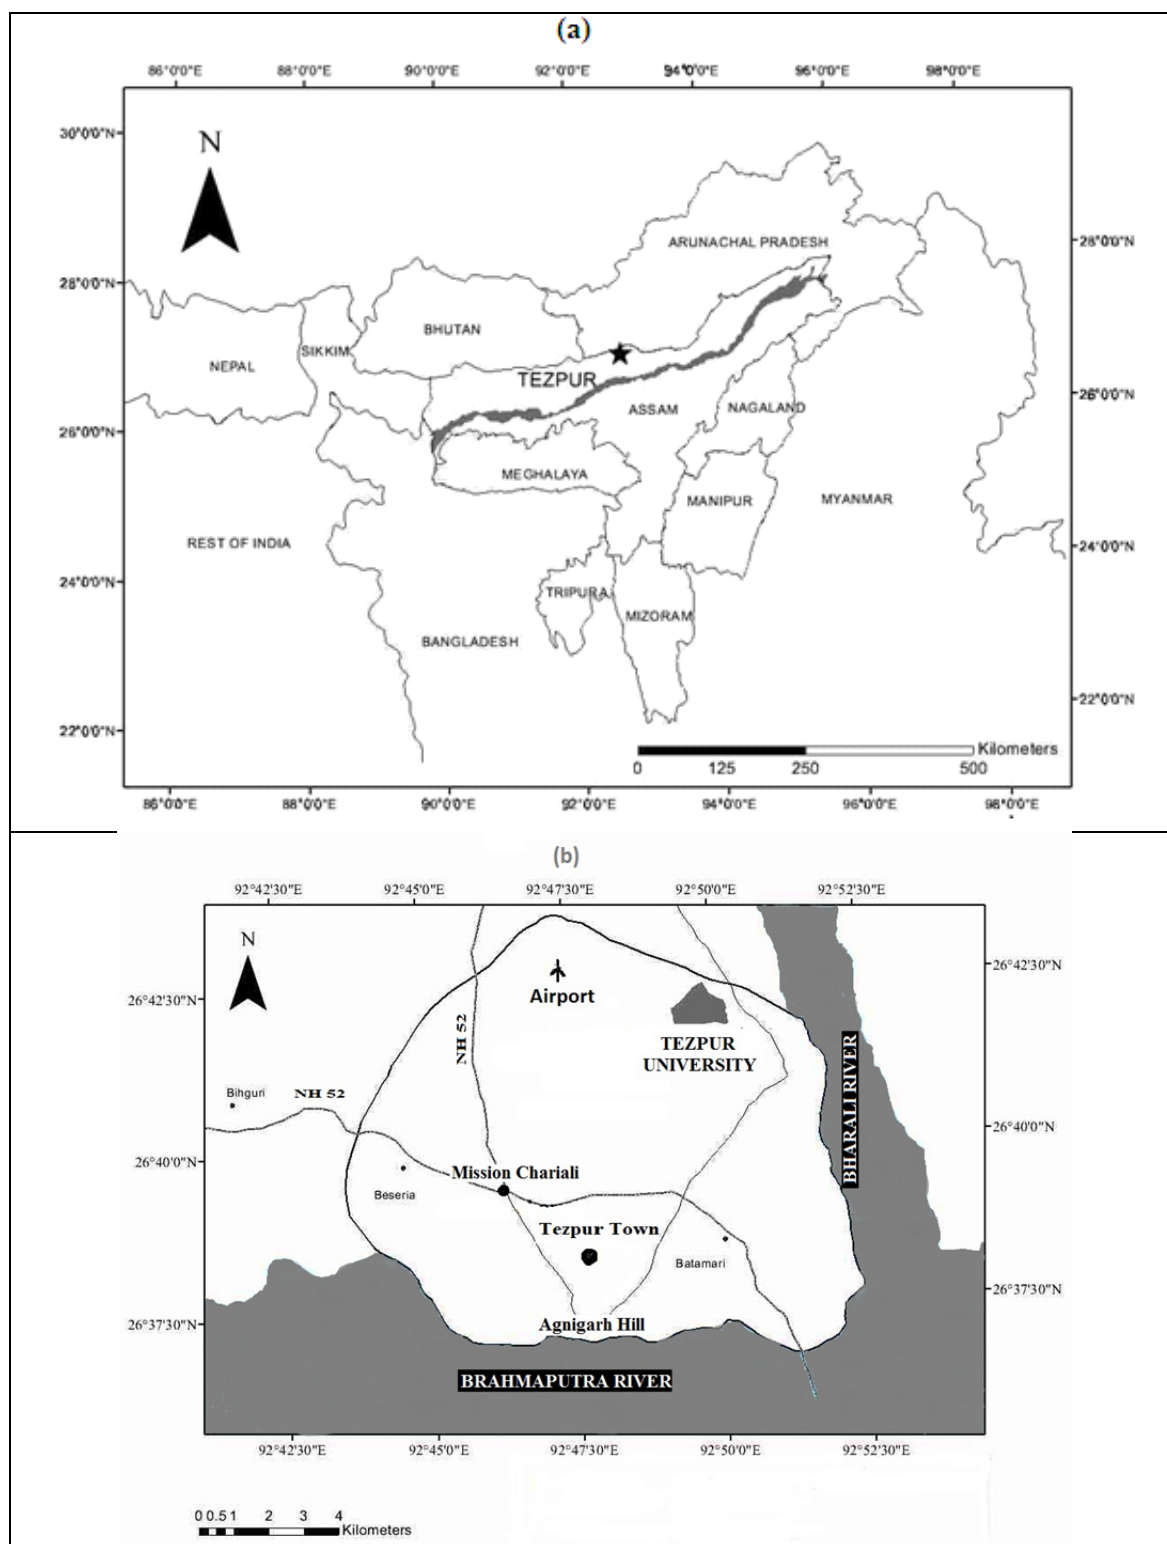 (a)
86°0'0"E 88°0'0"E 90°0'0"E 92°0'0"E 94°0'0"E 96°0'0"E 98°0'0"E
30°0'0"N
N
ARUNACHAL PRADESH
28°0'0"N
28°0'0"N
BHUTAN
SIKKIM
NEPAL
TEZPUR
ASSAM
NAGALAND
26°0'0"N
26°0'0"N
MEGHALAYA
MANIPUR
MYANMAR
REST OF INDIA
24°0'0"N
24°0'0"N
TRIPURA
MIZORAM
BANGLADESH
22°0'0"N
22°0'0"N
Kilometers
0 125 250 500
86°0'0"E 88°0'0"E 90°0'0"E 92°0'0"E 94°0'0"E 96°0'0"E 98°0'0"E
(b)
92°42'30"E 92°45'0"E 92°47'30"E 92°50'0"E 92°52'30"E
N
26°42'30"N
26°42'30"N
Airport
NH 52
TEZPUR
UNIVERSITY
BHARALI RIVER
Bihguri
NH 52
26°40'0"N
26°40'0"N
Mission Chariali
Beseria
Tezpur Town
Batamari
26°37'30"N
26°37'30"N
Agnigarh Hill
BRAHMAPUTRA RIVER
92°42'30"E 92°45'0"E 92°47'30"E 92°50'0"E 92°52'30"E
0 0.5 1 2 3 4
Kilometers